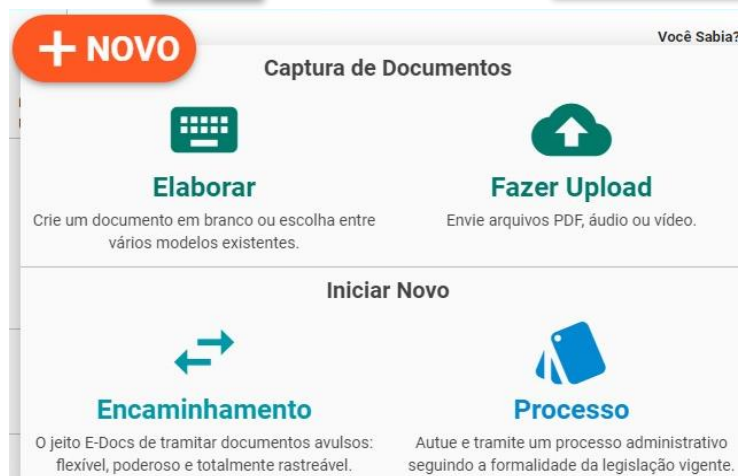 + NOVO
Você Sabia?
Captura de Documentos
Elaborar
Fazer Upload
Crie um documento em branco ou escolha entre
vários modelos existentes.
Envie arquivos PDF, áudio ou vídeo.
Iniciar Novo
Encaminhamento
Processo
O jeito E-Docs de tramitar documentos avulsos:
flexível, poderoso e totalmente rastreável.
Autue e tramite um processo administrativo
seguindo a formalidade da legislação vigente.